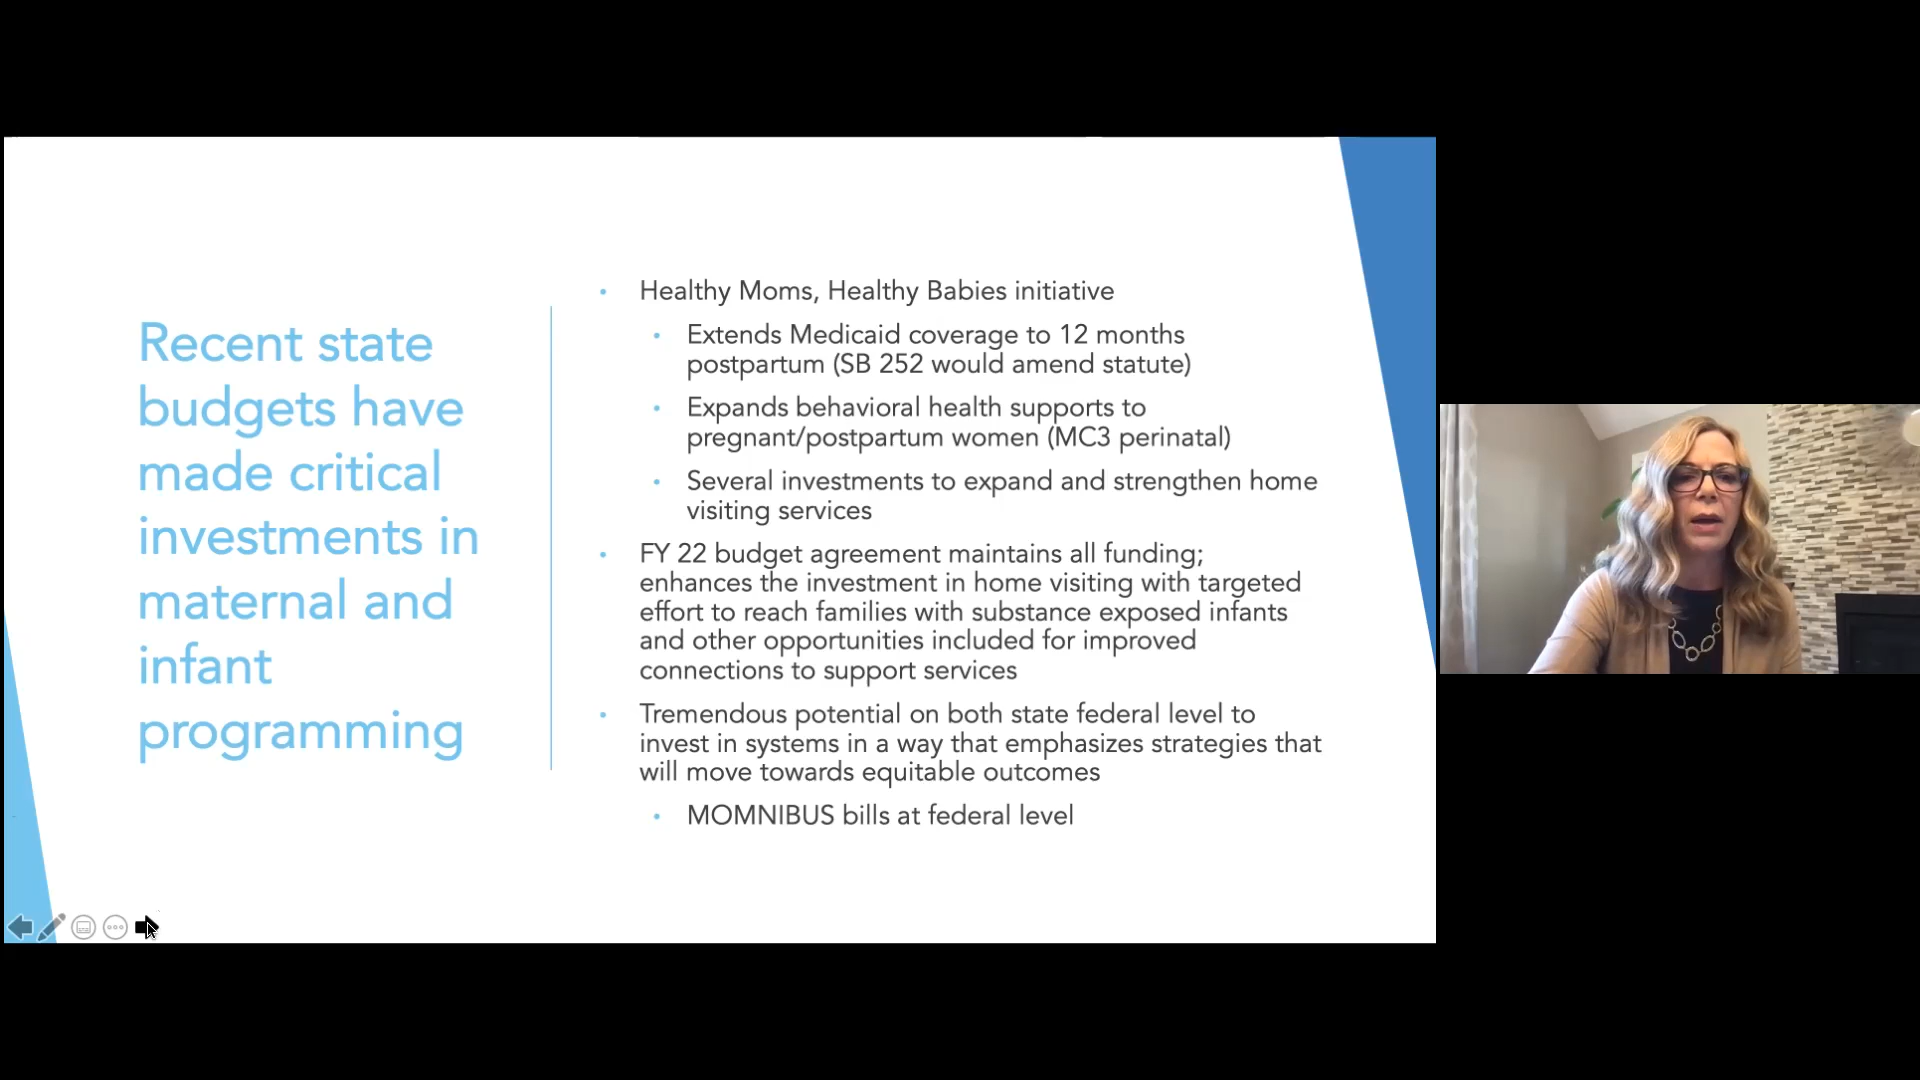 Recent state
budgets have
made critical
investments in
maternal and
infant
programming
• Healthy Moms, Healthy Babies initiative
• Extends Medicaid coverage to 12 months
postpartum (SB 252 would amend statute)
• Expands behavioral health supports to
pregnant/postpartum women (MC3 perinatal)
• Several investments to expand and strengthen home
visiting services
• FY 22 budget agreement maintains all funding;
enhances the investment in home visiting with targeted
effort to reach families with substance exposed infants
and other opportunities included for improved
connections to support services
• Tremendous potential on both state federal level to
invest in systems in a way that emphasizes strategies that
will move towards equitable outcomes
• MOMNIBUS bills at federal level